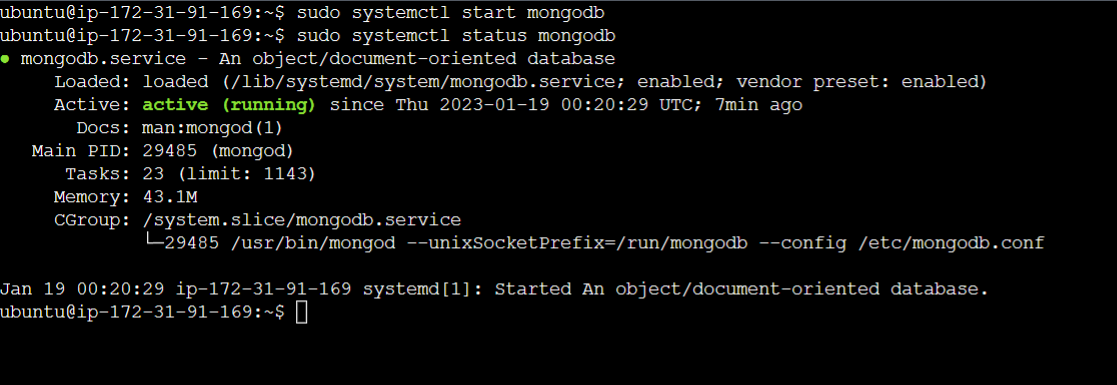 ubuntu@ip-172-31-91-169:~$ sudo systemctl start mongodb
ubuntu@ip-172-31-91-169:~$ sudo systemctl status mongodb
● mongodb.service - An object/document-oriented database
     Loaded: loaded (/lib/systemd/system/mongodb.service; enabled; vendor preset: enabled)
     Active: active (running) since Thu 2023-01-19 00:20:29 UTC; 7min ago
       Docs: man:mongod(1)
   Main PID: 29485 (mongod)
      Tasks: 23 (limit: 1143)
     Memory: 43.1M
     CGroup: /system.slice/mongodb.service
             └─29485 /usr/bin/mongod --unixSocketPrefix=/run/mongodb --config /etc/mongodb.conf

Jan 19 00:20:29 ip-172-31-91-169 systemd[1]: Started An object/document-oriented database.
ubuntu@ip-172-31-91-169:~$